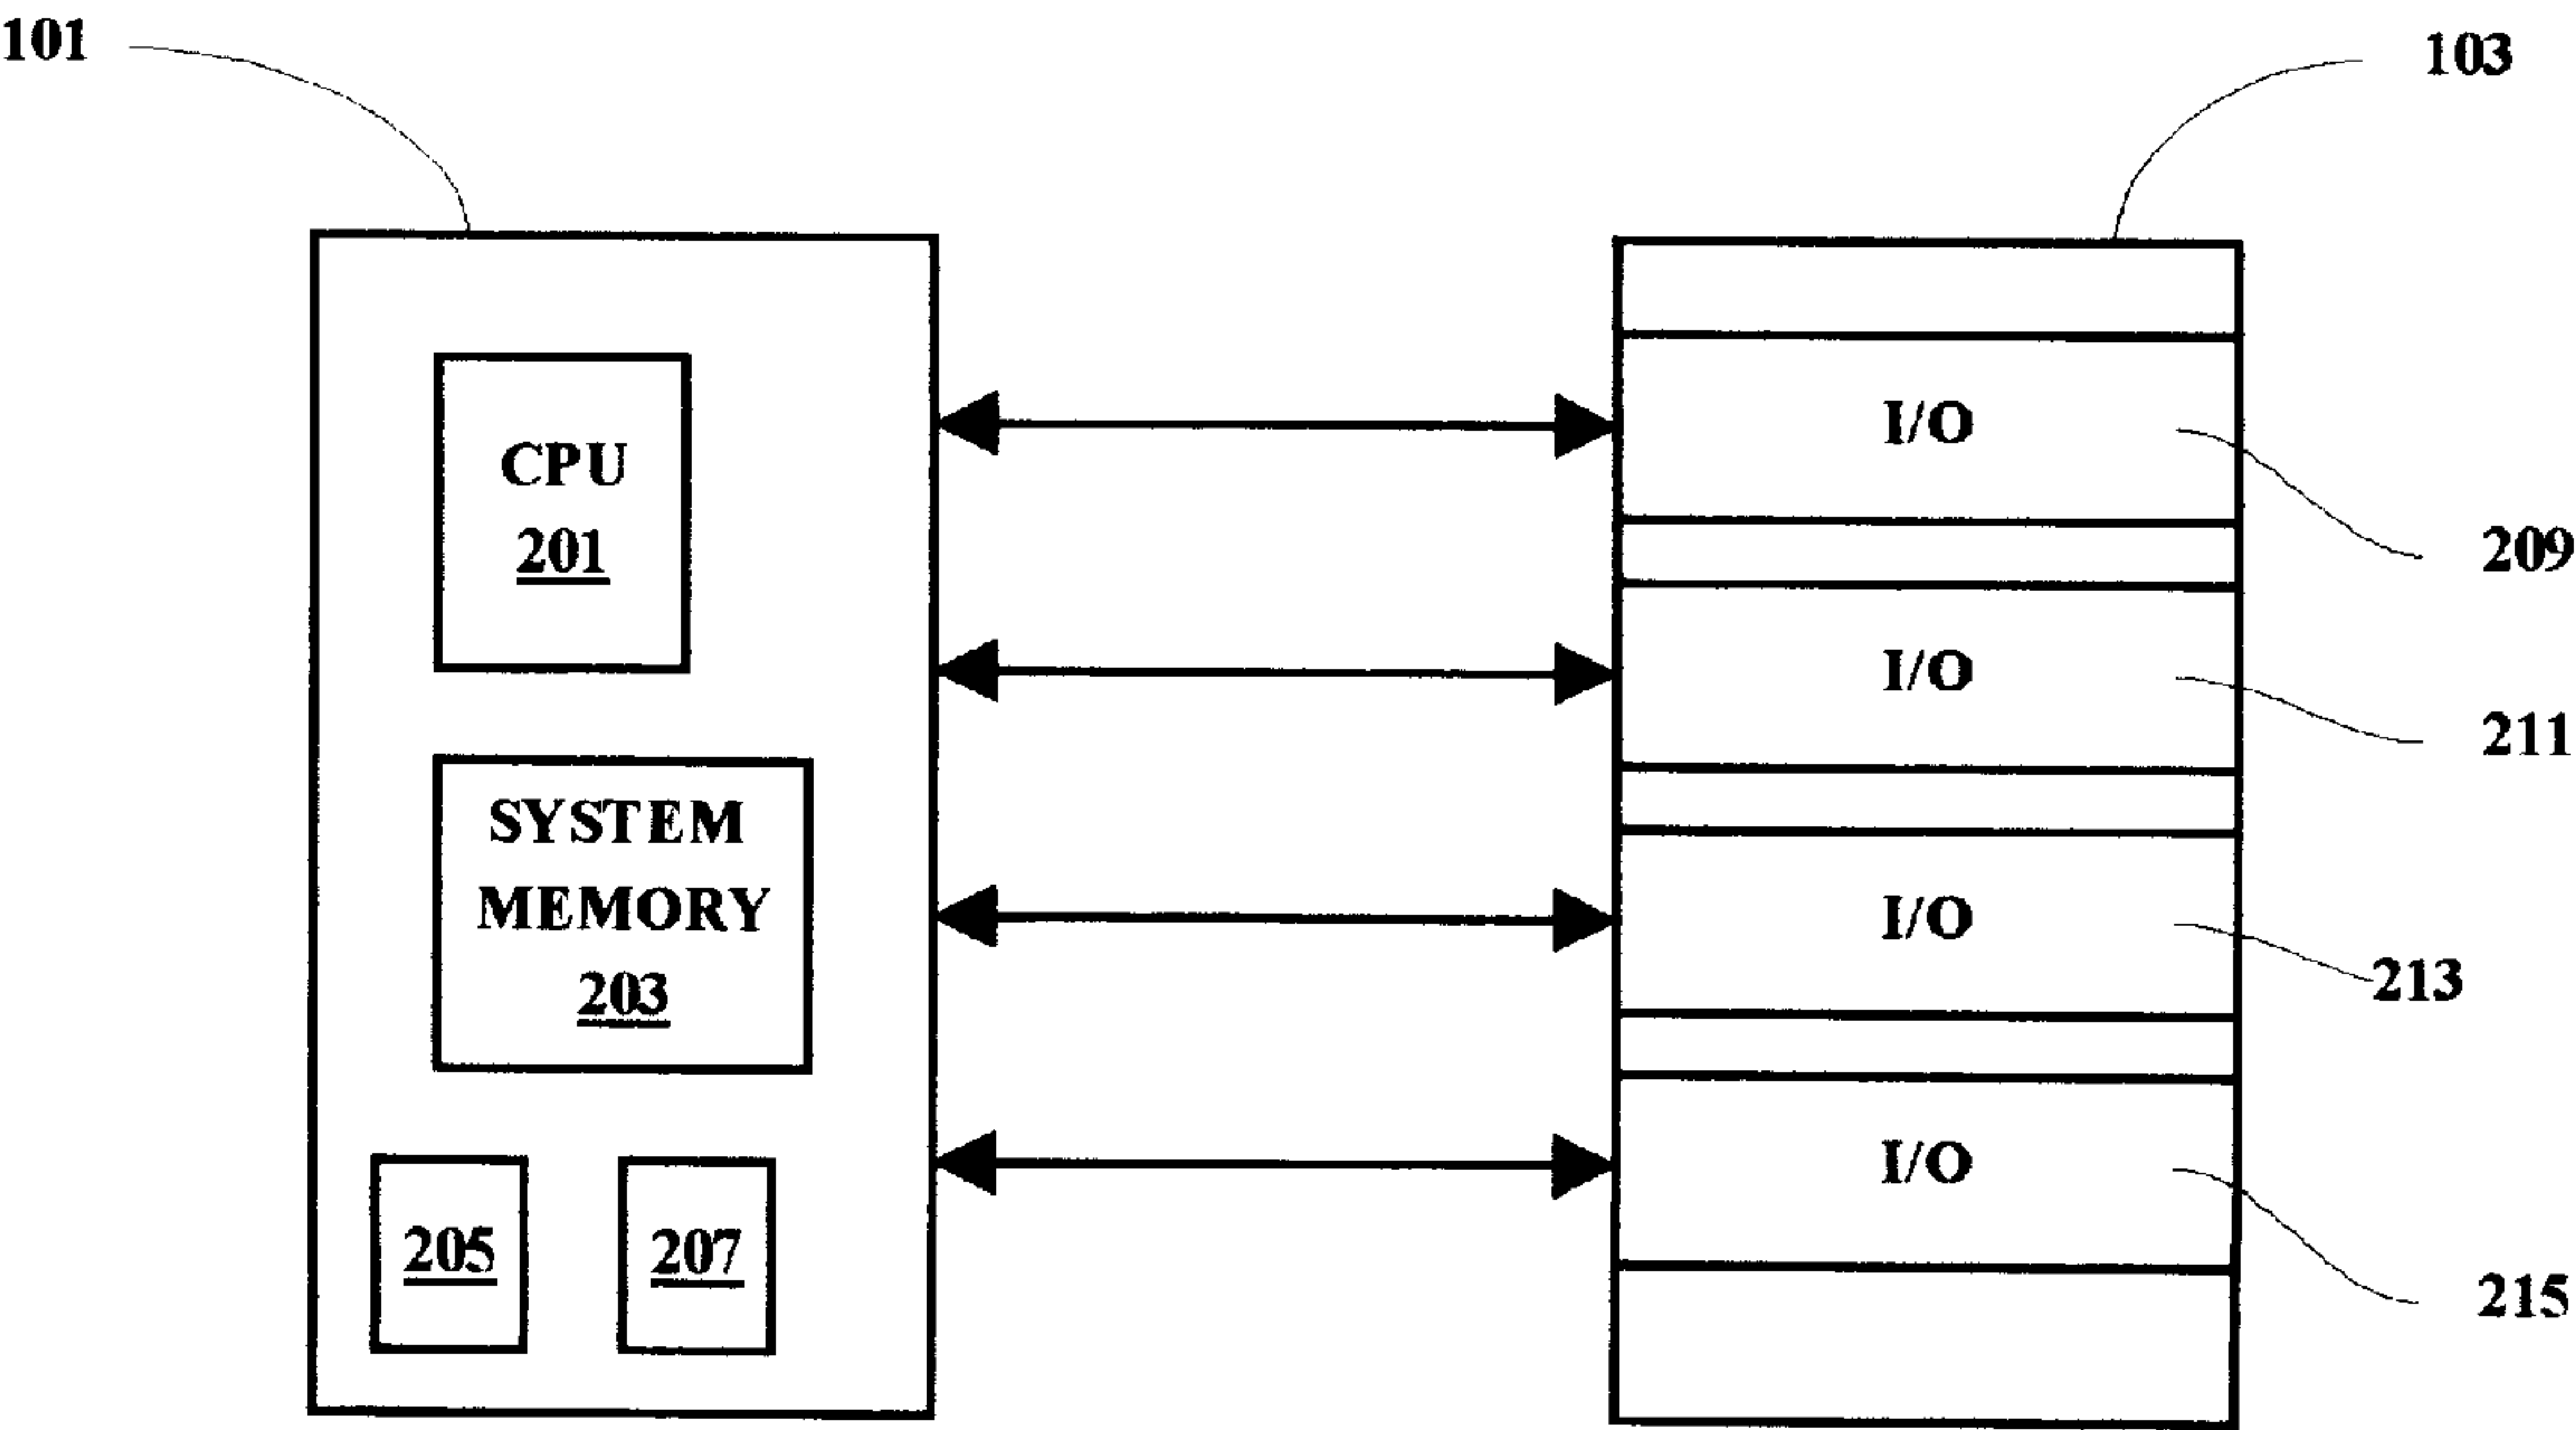 101
103
CPU
201
I/O
209
I/O
211
SYSTEM
MEMORY
203
I/O
213
I/O
205
207
215